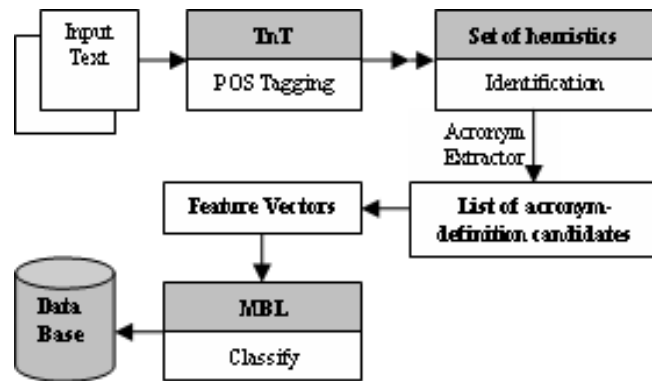 Input
Text
TnT
POS Tagging
Set of heuristics
Identification
Acronym
Extractor
List of acronym-
definition candidates
Feature Vectors
MBL
Classify
Data
Base